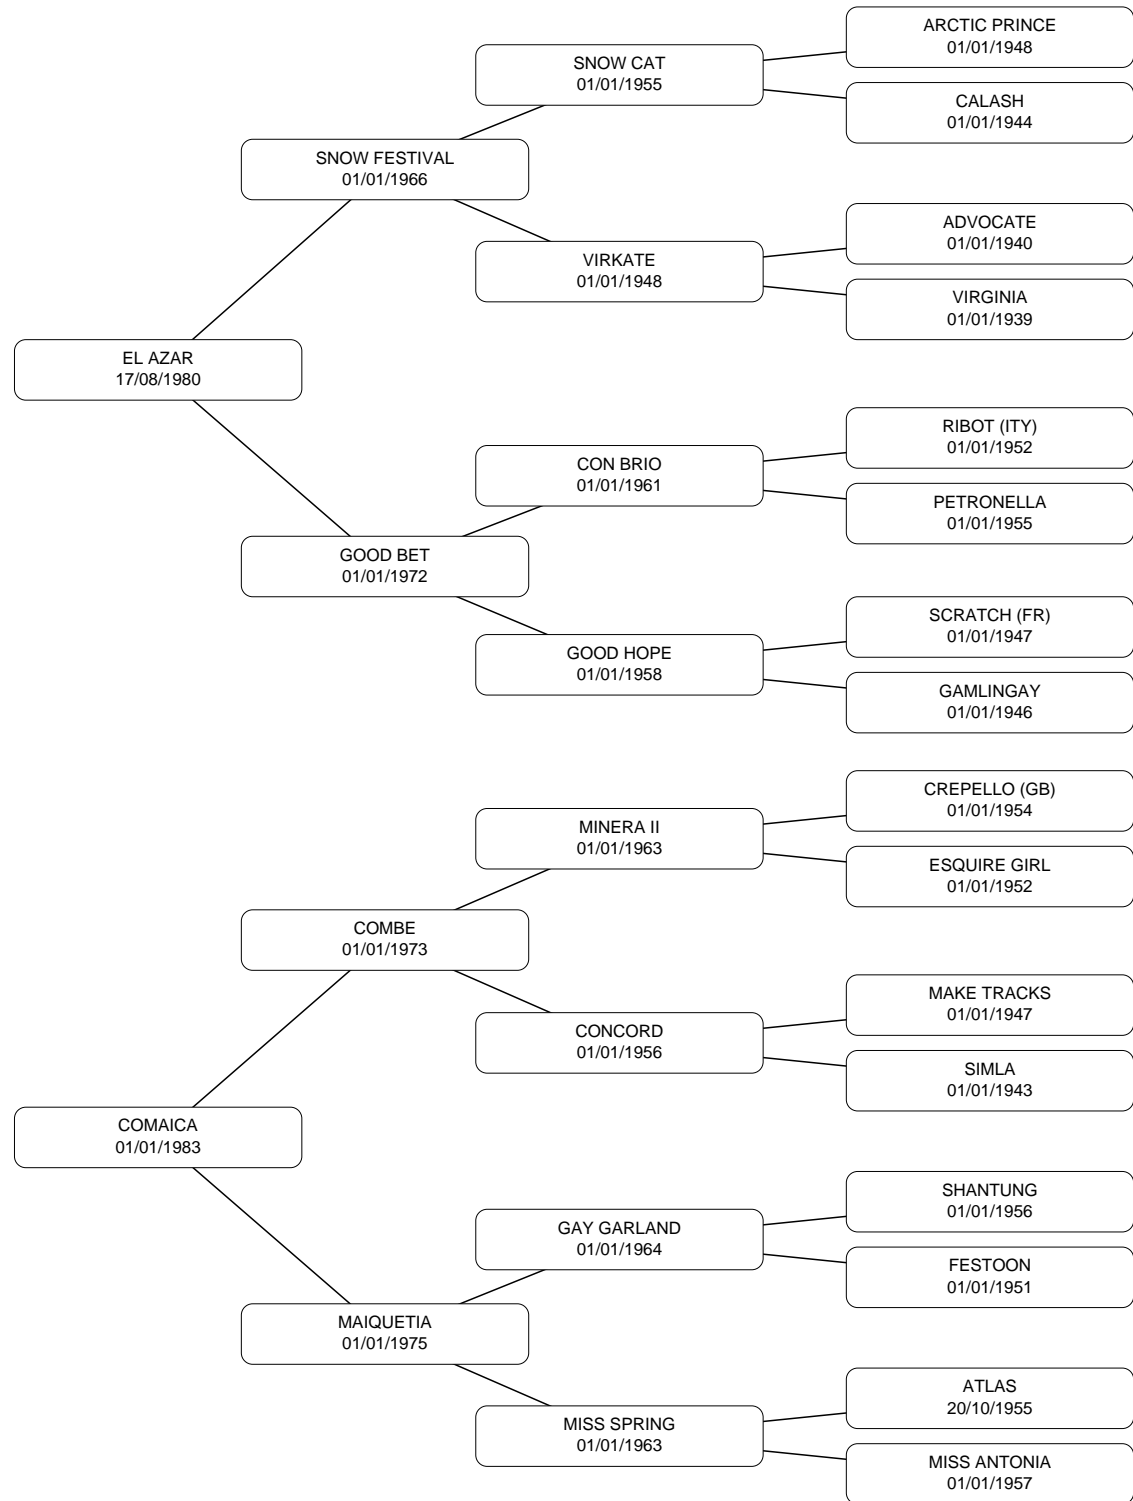 ARCTIC PRINCE
01/01/1948
SNOW CAT
01/01/1955
CALASH
01/01/1944
SNOW FESTIVAL
01/01/1966
ADVOCATE
01/01/1940
VIRKATE
01/01/1948
VIRGINIA
01/01/1939
EL AZAR
17/08/1980
RIBOT (ITY)
01/01/1952
CON BRIO
01/01/1961
PETRONELLA
01/01/1955
GOOD BET
01/01/1972
SCRATCH (FR)
01/01/1947
GOOD HOPE
01/01/1958
GAMLINGAY
01/01/1946
CREPELLO (GB)
01/01/1954
MINERA II
01/01/1963
ESQUIRE GIRL
01/01/1952
COMBE
01/01/1973
MAKE TRACKS
01/01/1947
CONCORD
01/01/1956
SIMLA
01/01/1943
COMAICA
01/01/1983
SHANTUNG
01/01/1956
GAY GARLAND
01/01/1964
FESTOON
01/01/1951
MAIQUETIA
01/01/1975
ATLAS
20/10/1955
MISS SPRING
01/01/1963
MISS ANTONIA
01/01/1957